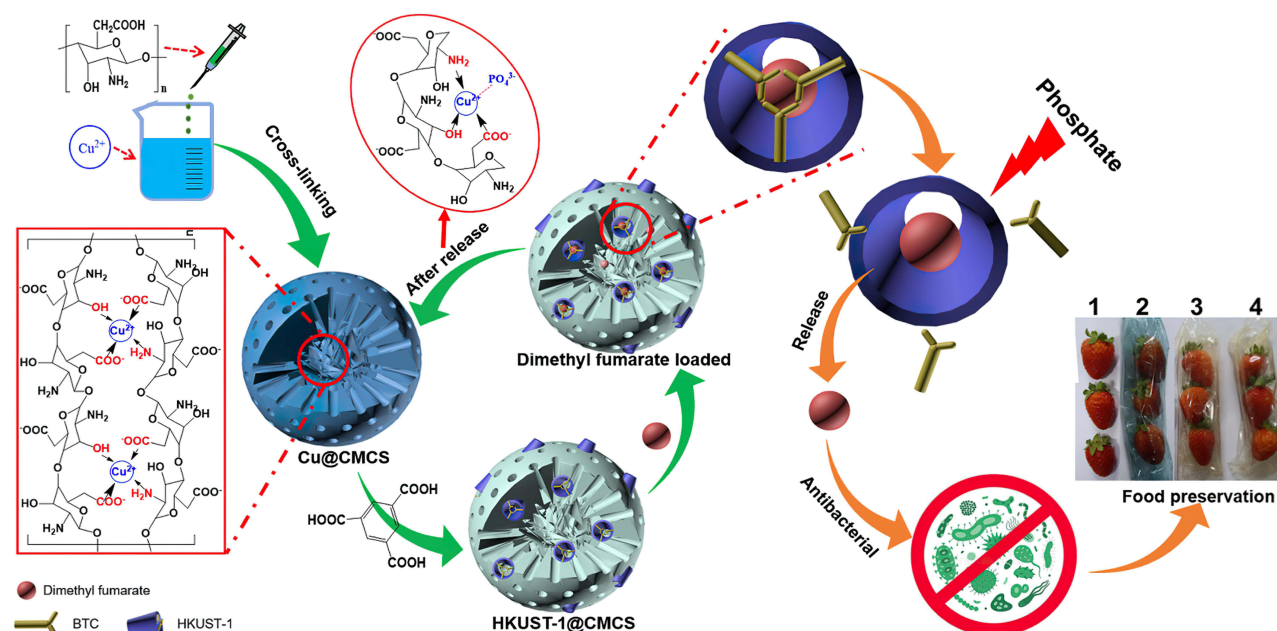 CH₂COOH
O
OH
NH₂
O
n
Cu²⁺
Cross-linking
⁻OOC
O
NH₂
OH
PO₄³⁻
NH₂
Cu²⁺
O
OH
COO⁻
⁻OOC
O
NH₂
HO
After release
Phosphate
Release
Antibacterial
n
O
NH₂
⁻OOC
OH
⁻OOC
Cu²⁺
HO
COO⁻
H₂N
H₂N
COO⁻
NH₂
⁻OOC
OH
⁻OOC
Cu²⁺
HO
COO⁻
H₂N
H₂N
COO⁻
Cu@CMCS
Dimethyl fumarate loaded
COOH
HOOC
COOH
HKUST-1@CMCS
1 2 3 4
Food preservation
Dimethyl fumarate
BTC
HKUST-1